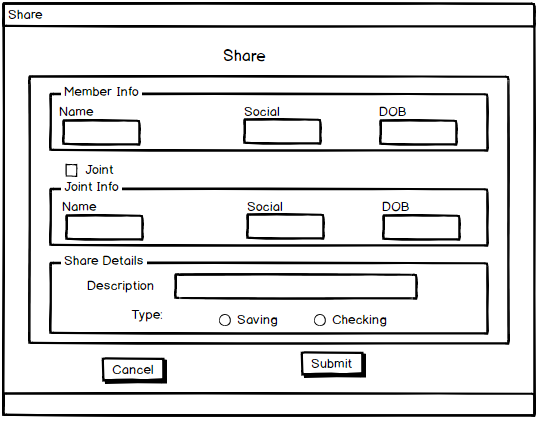 Share
Share
Member Info
Name Social DOB
Joint
Joint Info
Name Social DOB
Share Details
Description
Type: Saving Checking
Cancel Submit